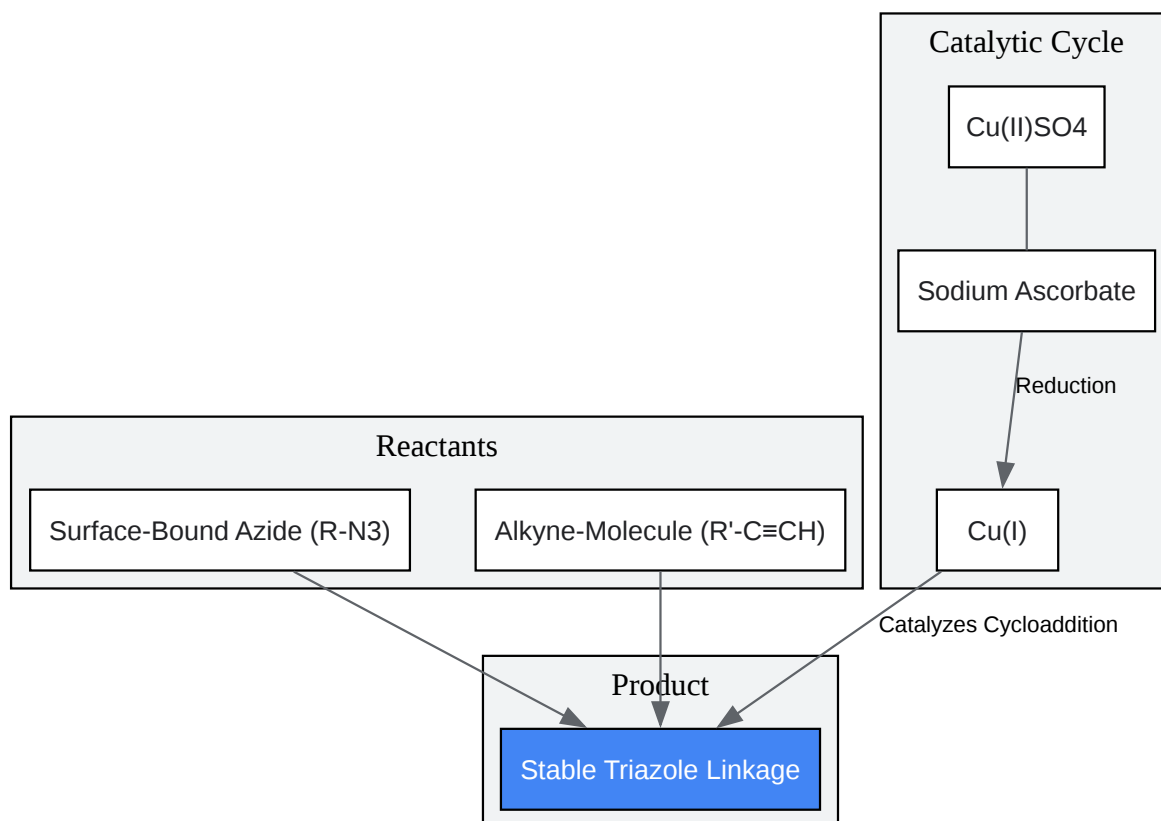 Catalytic Cycle
Cu(II)SO4
Sodium Ascorbate
Reduction
Reactants
Surface-Bound Azide (R-N3)
Alkyne-Molecule (R'-C≡CH)
Cu(I)
Catalyzes Cycloaddition
Product
Stable Triazole Linkage